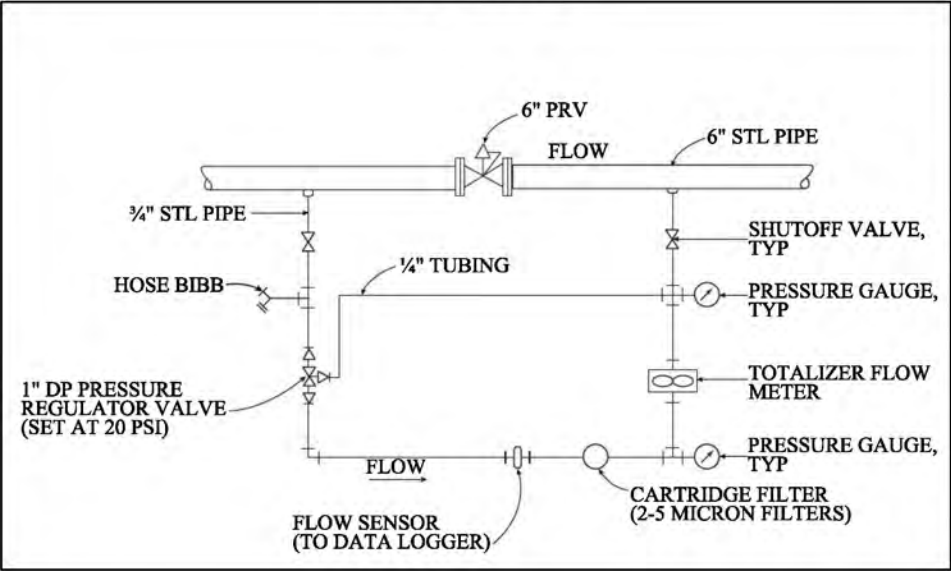 6" PRV
FLOW
6" STL PIPE
¾" STL PIPE
SHUTOFF VALVE,
TYP
¼" TUBING
HOSE BIBB
PRESSURE GAUGE,
TYP
1" DP PRESSURE
REGULATOR VALVE
(SET AT 20 PSI)
TOTALIZER FLOW
METER
FLOW
PRESSURE GAUGE,
TYP
CARTRIDGE FILTER
(2-5 MICRON FILTERS)
FLOW SENSOR
(TO DATA LOGGER)